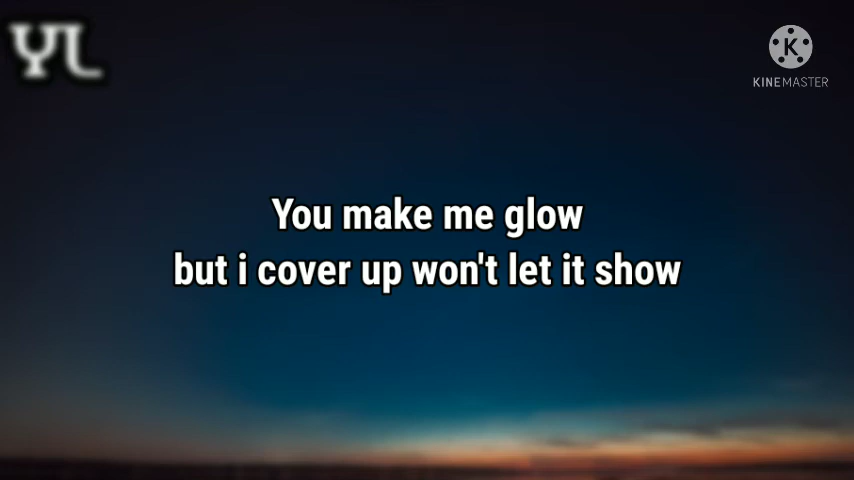 YL
K
KINEMASTER
You make me glow
but i cover up won't let it show